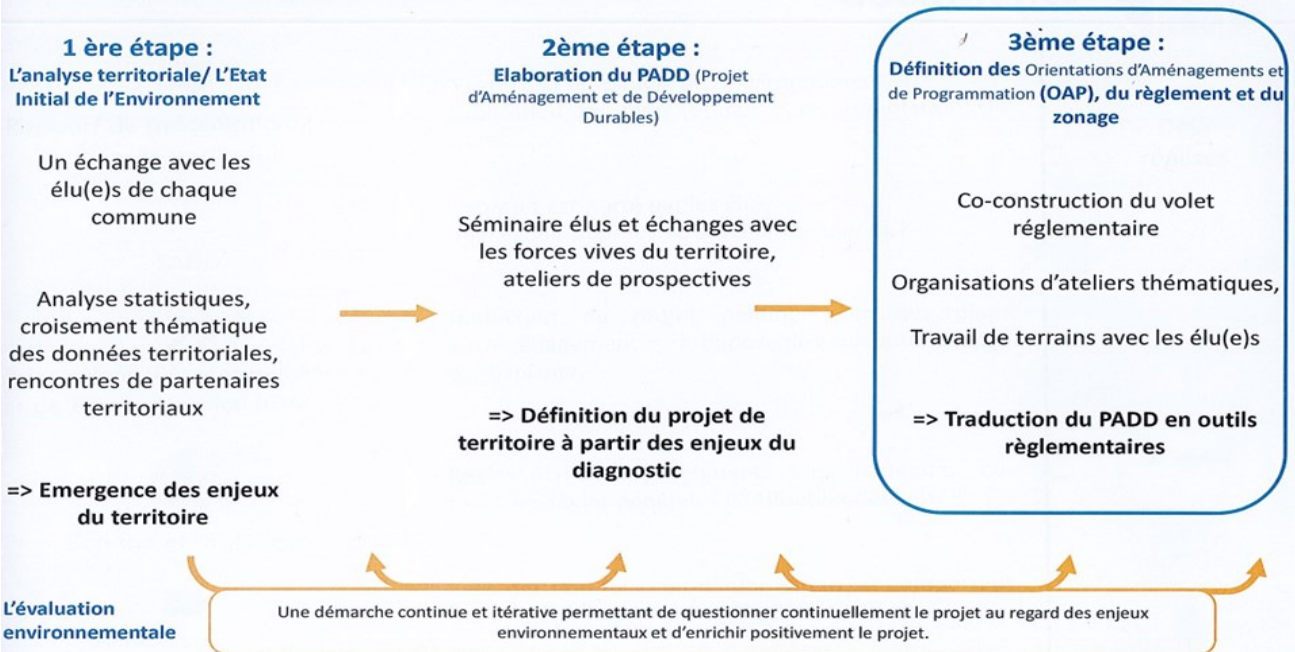 1 ère étape :
L'analyse territoriale/ L'Etat
Initial de l'Environnement
Un échange avec les
élu(e)s de chaque
commune
Analyse statistiques,
croisement thématique
des données territoriales,
rencontres de partenaires
territoriaux
=> Emergence des enjeux
du territoire
2ème étape :
Elaboration du PADD (Projet
d'Aménagement et de Développement
Durables)
Séminaire élus et échanges avec
les forces vives du territoire,
ateliers de prospectives
=> Définition du projet de
territoire à partir des enjeux du
diagnostic
3ème étape :
Définition des Orientations d'Aménagements et
de Programmation (OAP), du règlement et du
zonage
Co-construction du volet
réglementaire
Organisations d'ateliers thématiques,
Travail de terrains avec les élu(e)s
=> Traduction du PADD en outils
règlementaires
L'évaluation
environnementale
Une démarche continue et itérative permettant de questionner continuellement le projet au regard des enjeux
environnementaux et d'enrichir positivement le projet.